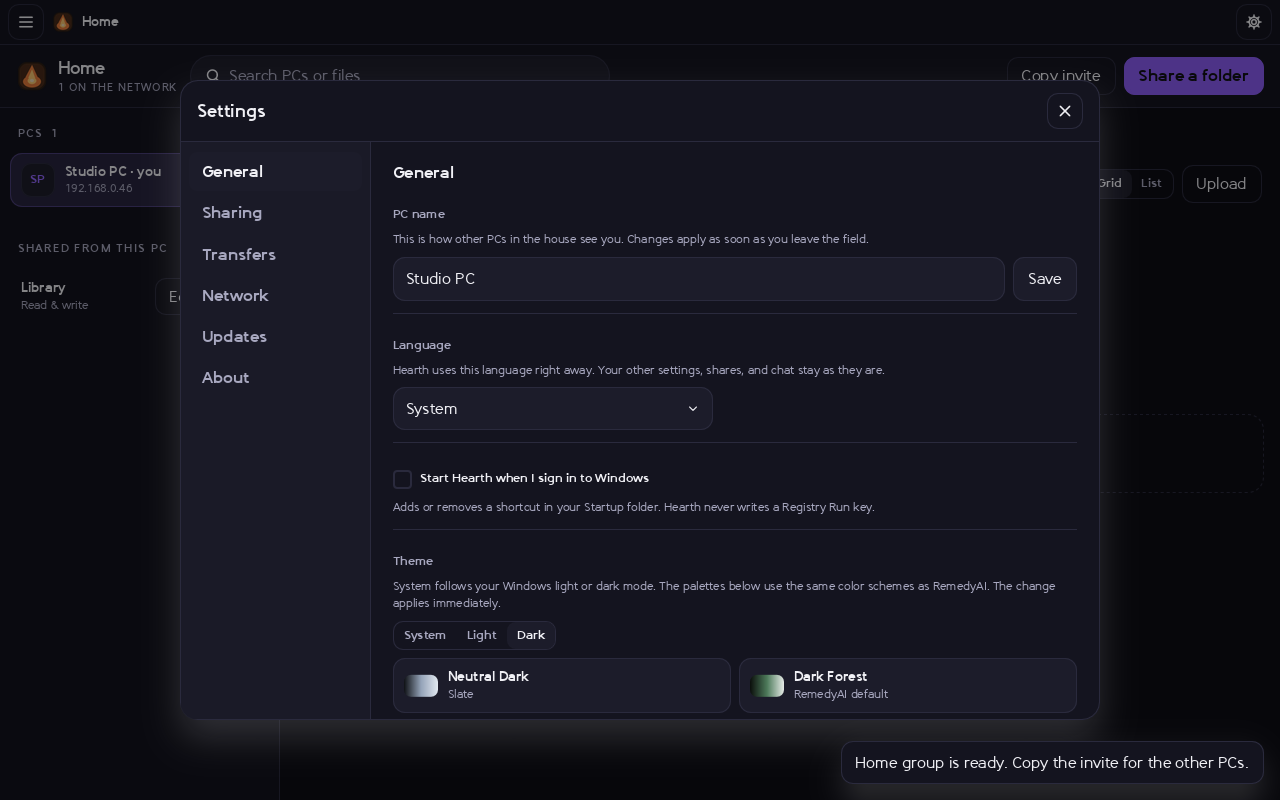 Home
Home
1 ON THE NETWORK
Search PCs or files
Copy invite
Share a folder
PCS 1
SP
Studio PC · you
192.168.0.46
Grid
List
Upload
SHARED FROM THIS PC
Library
Read & write
Settings
General
Sharing
Transfers
Network
Updates
About
General
PC name
This is how other PCs in the house see you. Changes apply as soon as you leave the field.
Studio PC
Save
Language
Hearth uses this language right away. Your other settings, shares, and chat stay as they are.
System
Start Hearth when I sign in to Windows
Adds or removes a shortcut in your Startup folder. Hearth never writes a Registry Run key.
Theme
System follows your Windows light or dark mode. The palettes below use the same color schemes as RemedyAI. The change
applies immediately.
System
Light
Dark
Neutral Dark
Slate
Dark Forest
RemedyAI default
Home group is ready. Copy the invite for the other PCs.